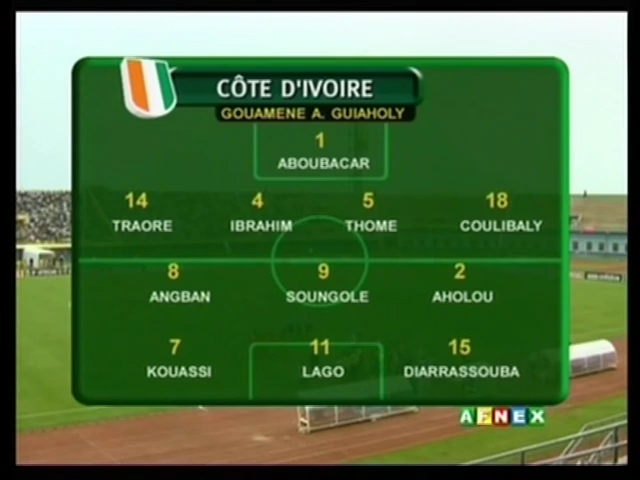 CÔTE D'IVOIRE
GOUAMENE A. GUIAHOLY
1
ABOUBACAR
14 4 5 18
TRAORE IBRAHIM THOME COULIBALY
8 9 2
ANGBAN SOUNGOLE AHOLOU
7 11 15
KOUASSI LAGO DIARRASSOUBA
AFNEX